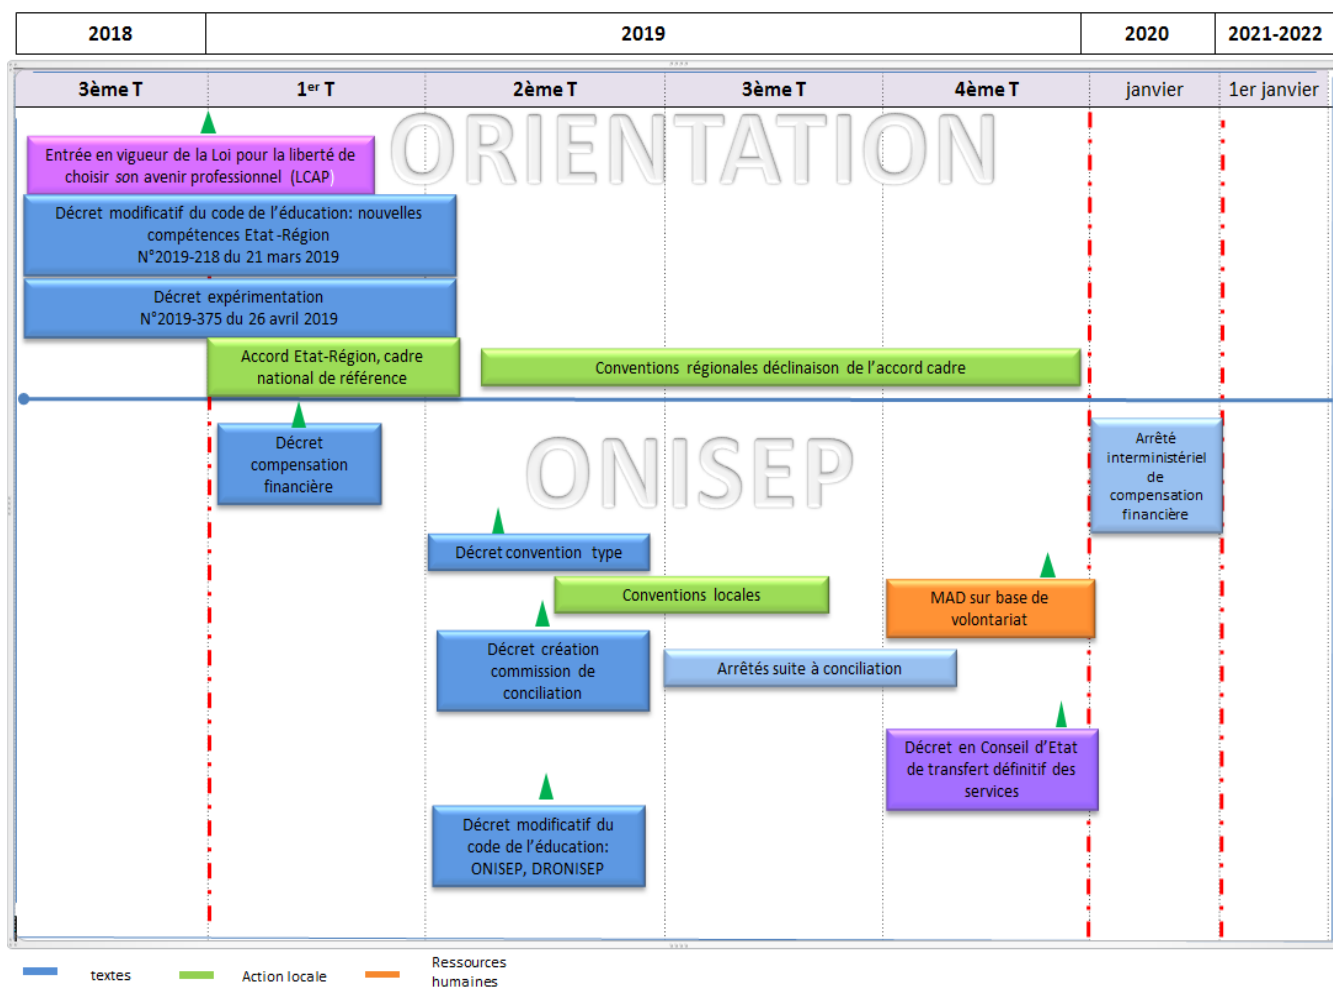 2018 2019 2020 2021-2022
3ème T 1er T 2ème T 3ème T 4ème T janvier 1er janvier
ORIENTATION
Entrée en vigueur de la Loi pour la liberté de
choisir son avenir professionnel (LCAP)
Décret modificatif du code de l'éducation: nouvelles
compétences Etat-Région
N°2019-218 du 21 mars 2019
Décret expérimentation
N°2019-375 du 26 avril 2019
Accord Etat-Région, cadre
national de référence
Conventions régionales déclinaison de l'accord cadre
ONISEP
Décret
compensation
financière
Arrêté
interministériel
de
compensation
financière
Décret convention type
Conventions locales
MAD sur base de
volontariat
Décret création
commission de
conciliation
Arrêtés suite à conciliation
Décret en Conseil d'Etat
de transfert définitif des
services
Décret modificatif du
code de l'éducation:
ONISEP, DRONISEP
textes
Action locale
Ressources
humaines